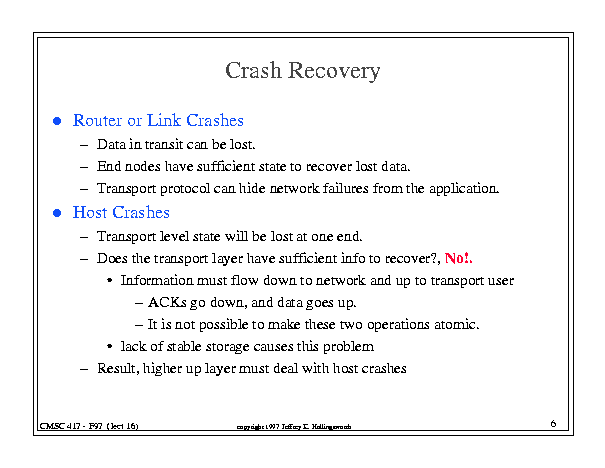 Crash Recovery
● Router or Link Crashes
– Data in transit can be lost.
– End nodes have sufficient state to recover lost data.
– Transport protocol can hide network failures from the application.
● Host Crashes
– Transport level state will be lost at one end.
– Does the transport layer have sufficient info to recover?, No!.
• Information must flow down to network and up to transport user
– ACKs go down, and data goes up.
– It is not possible to make these two operations atomic.
• lack of stable storage causes this problem
– Result, higher up layer must deal with host crashes
CMSC 417 - F97 (lect 16)
copyright 1997 Jeffrey K. Hollingsworth
6